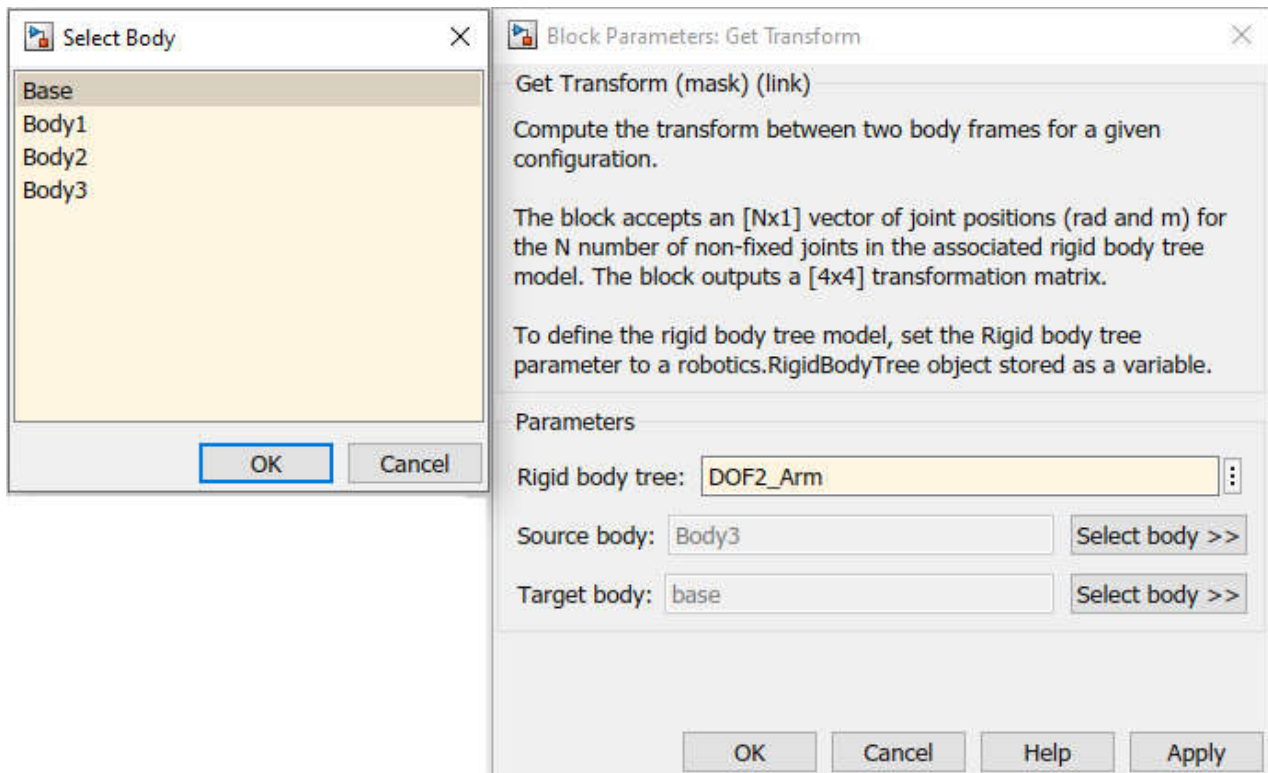 Select Body
Base
Body1
Body2
Body3
OK Cancel
Block Parameters: Get Transform
Get Transform (mask) (link)
Compute the transform between two body frames for a given
configuration.
The block accepts an [Nx1] vector of joint positions (rad and m) for
the N number of non-fixed joints in the associated rigid body tree
model. The block outputs a [4x4] transformation matrix.
To define the rigid body tree model, set the Rigid body tree
parameter to a robotics.RigidBodyTree object stored as a variable.
Parameters
Rigid body tree: DOF2_Arm
Source body: Body3 Select body >>
Target body: base Select body >>
OK Cancel Help Apply